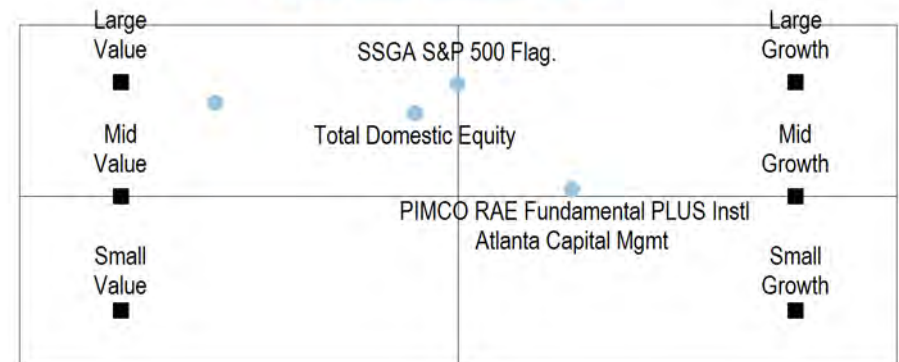 Large
Value
Large
Growth
SSGA S&P 500 Flag.
Mid
Value
Total Domestic Equity
Mid
Growth
PIMCO RAE Fundamental PLUS Instl
Atlanta Capital Mgmt
Small
Value
Small
Growth